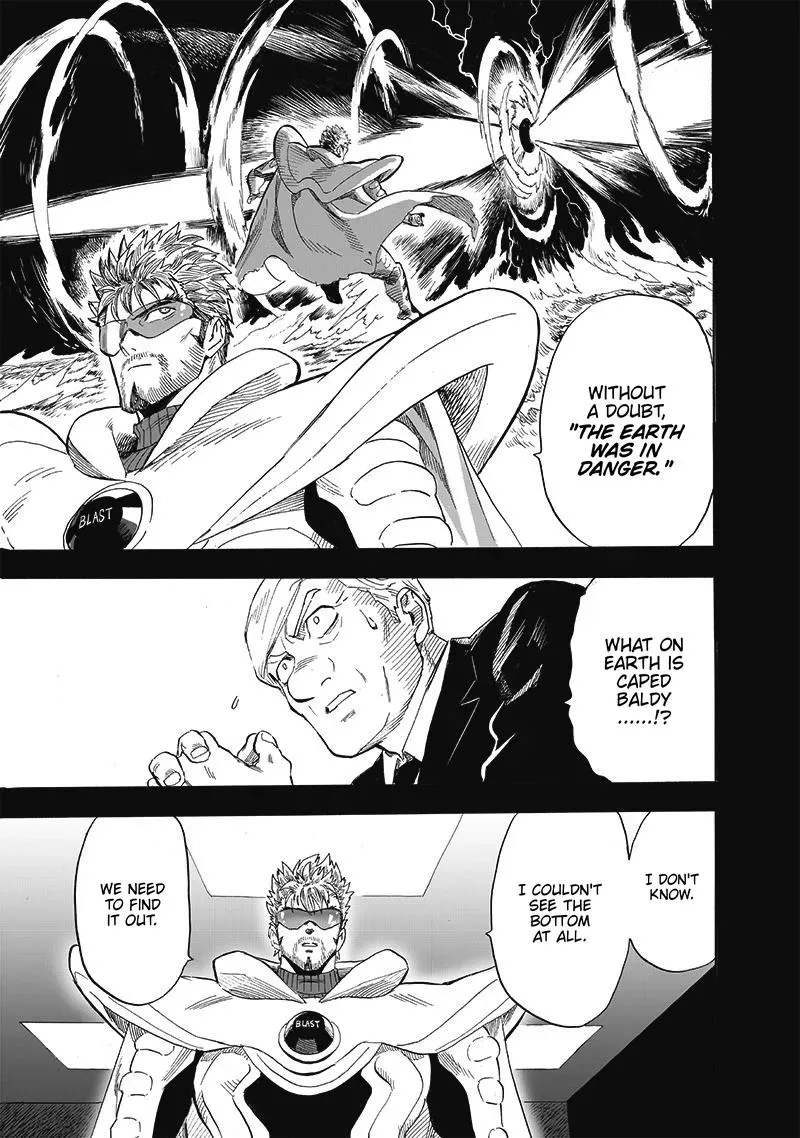 WITHOUT
A DOUBT,
"THE EARTH
WAS IN
DANGER."
BLAST
WHAT ON
EARTH IS
CAPED
BALDY
......!?
I DON'T
KNOW.
I COULDN'T
SEE THE
BOTTOM
AT ALL.
WE NEED
TO FIND
IT OUT.
BLAST